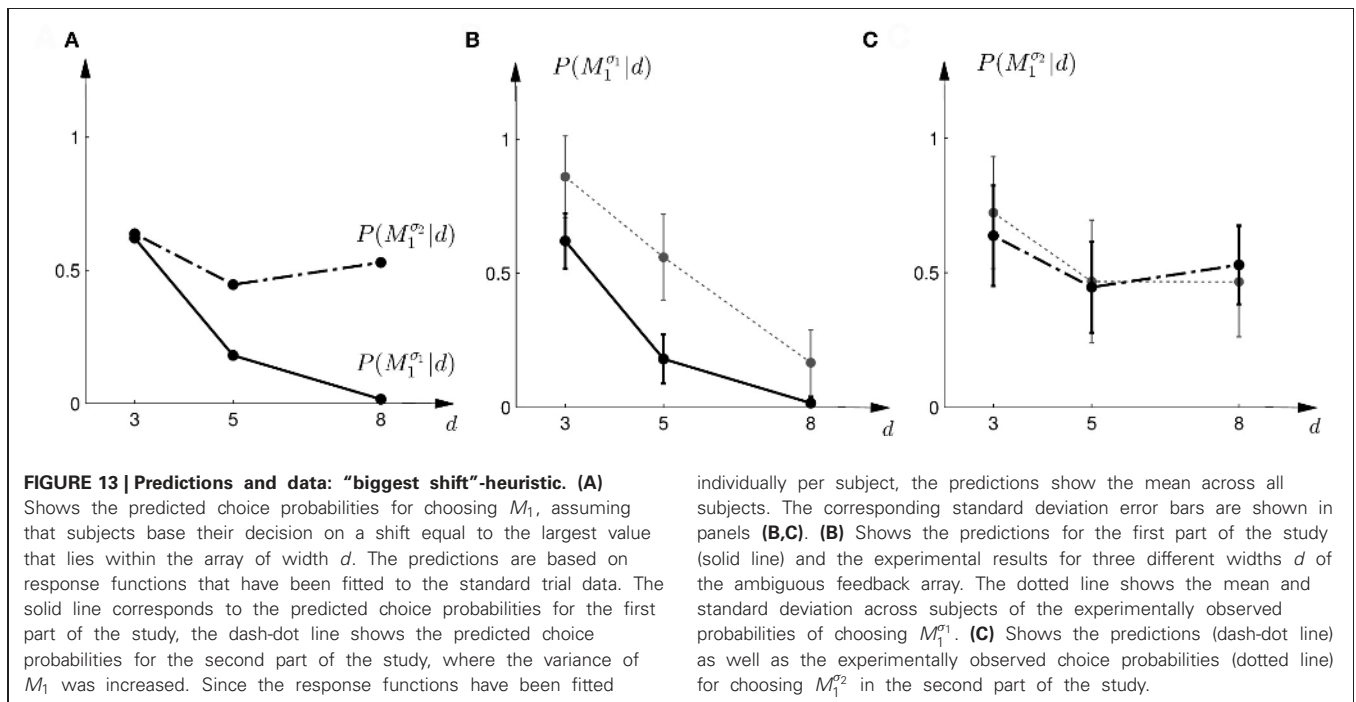 A
B
C
P(M_1^{σ_1}|d)
P(M_1^{σ_2}|d)
1
0.5
0
3
5
8
d
P(M_1^{σ_2}|d)
P(M_1^{σ_1}|d)
1
0.5
0
3
5
8
d
1
0.5
0
3
5
8
d
FIGURE 13 | Predictions and data: "biggest shift"-heuristic. (A)
Shows the predicted choice probabilities for choosing M₁, assuming
that subjects base their decision on a shift equal to the largest value
that lies within the array of width d. The predictions are based on
response functions that have been fitted to the standard trial data. The
solid line corresponds to the predicted choice probabilities for the first
part of the study, the dash-dot line shows the predicted choice
probabilities for the second part of the study, where the variance of
M₁ was increased. Since the response functions have been fitted
individually per subject, the predictions show the mean across all
subjects. The corresponding standard deviation error bars are shown in
panels (B,C). (B) Shows the predictions for the first part of the study
(solid line) and the experimental results for three different widths d of
the ambiguous feedback array. The dotted line shows the mean and
standard deviation across subjects of the experimentally observed
probabilities of choosing M_1^{σ_1}. (C) Shows the predictions (dash-dot line)
as well as the experimentally observed choice probabilities (dotted line)
for choosing M_1^{σ_2} in the second part of the study.